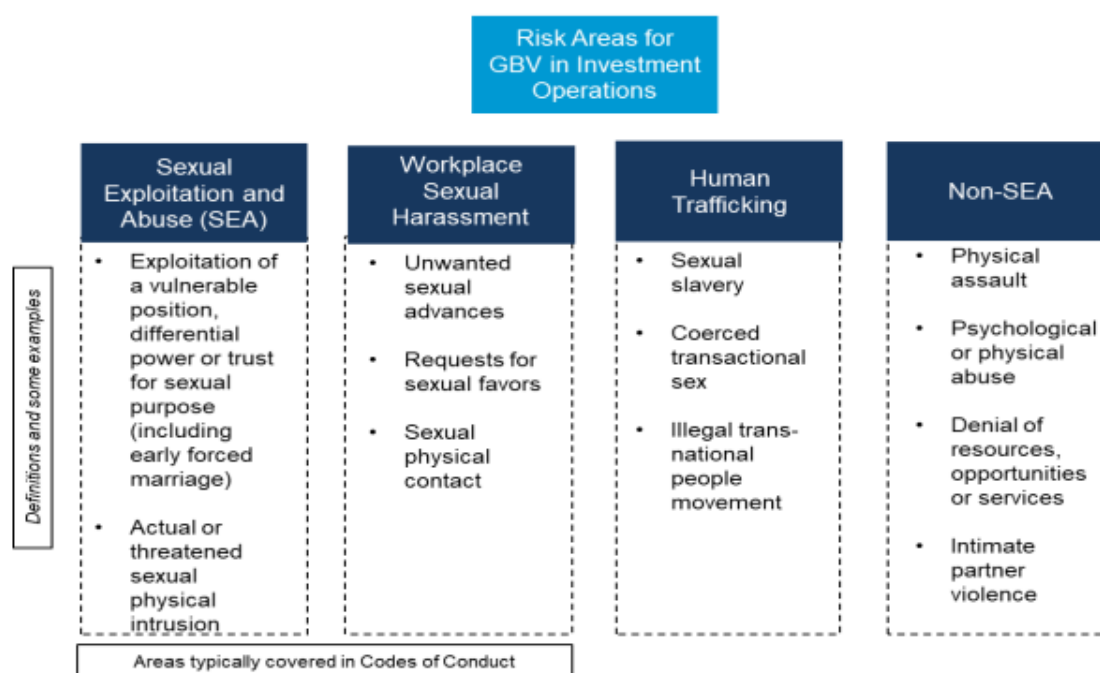 Risk Areas for
GBV in Investment
Operations
Sexual
Exploitation and
Abuse (SEA)
Workplace
Sexual
Harassment
Human
Trafficking
Non-SEA
Definitions and some examples
• Exploitation of
a vulnerable
position,
differential
power or trust
for sexual
purpose
(including
early forced
marriage)
• Actual or
threatened
sexual
physical
intrusion
• Unwanted
sexual
advances
• Requests for
sexual favors
• Sexual
physical
contact
• Sexual
slavery
• Coerced
transactional
sex
• Illegal trans-
national
people
movement
• Physical
assault
• Psychological
or physical
abuse
• Denial of
resources,
opportunities
or services
• Intimate
partner
violence
Areas typically covered in Codes of Conduct